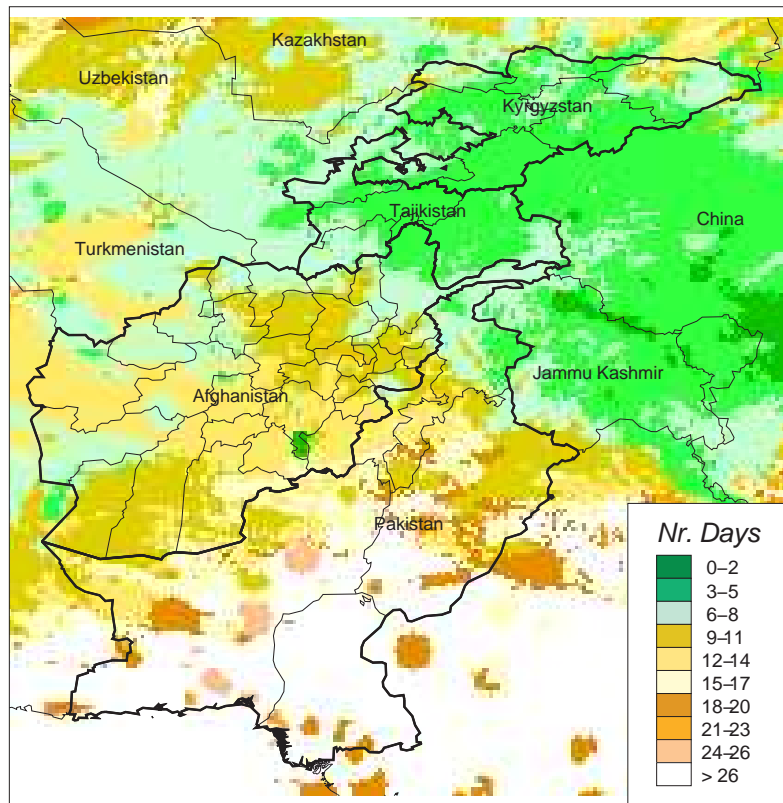 Kazakhstan
Uzbekistan
Kyrgyzstan
Tajikistan
China
Turkmenistan
Jammu Kashmir
Afghanistan
Pakistan
Nr. Days
0–2
3–5
6–8
9–11
12–14
15–17
18–20
21–23
24–26
> 26